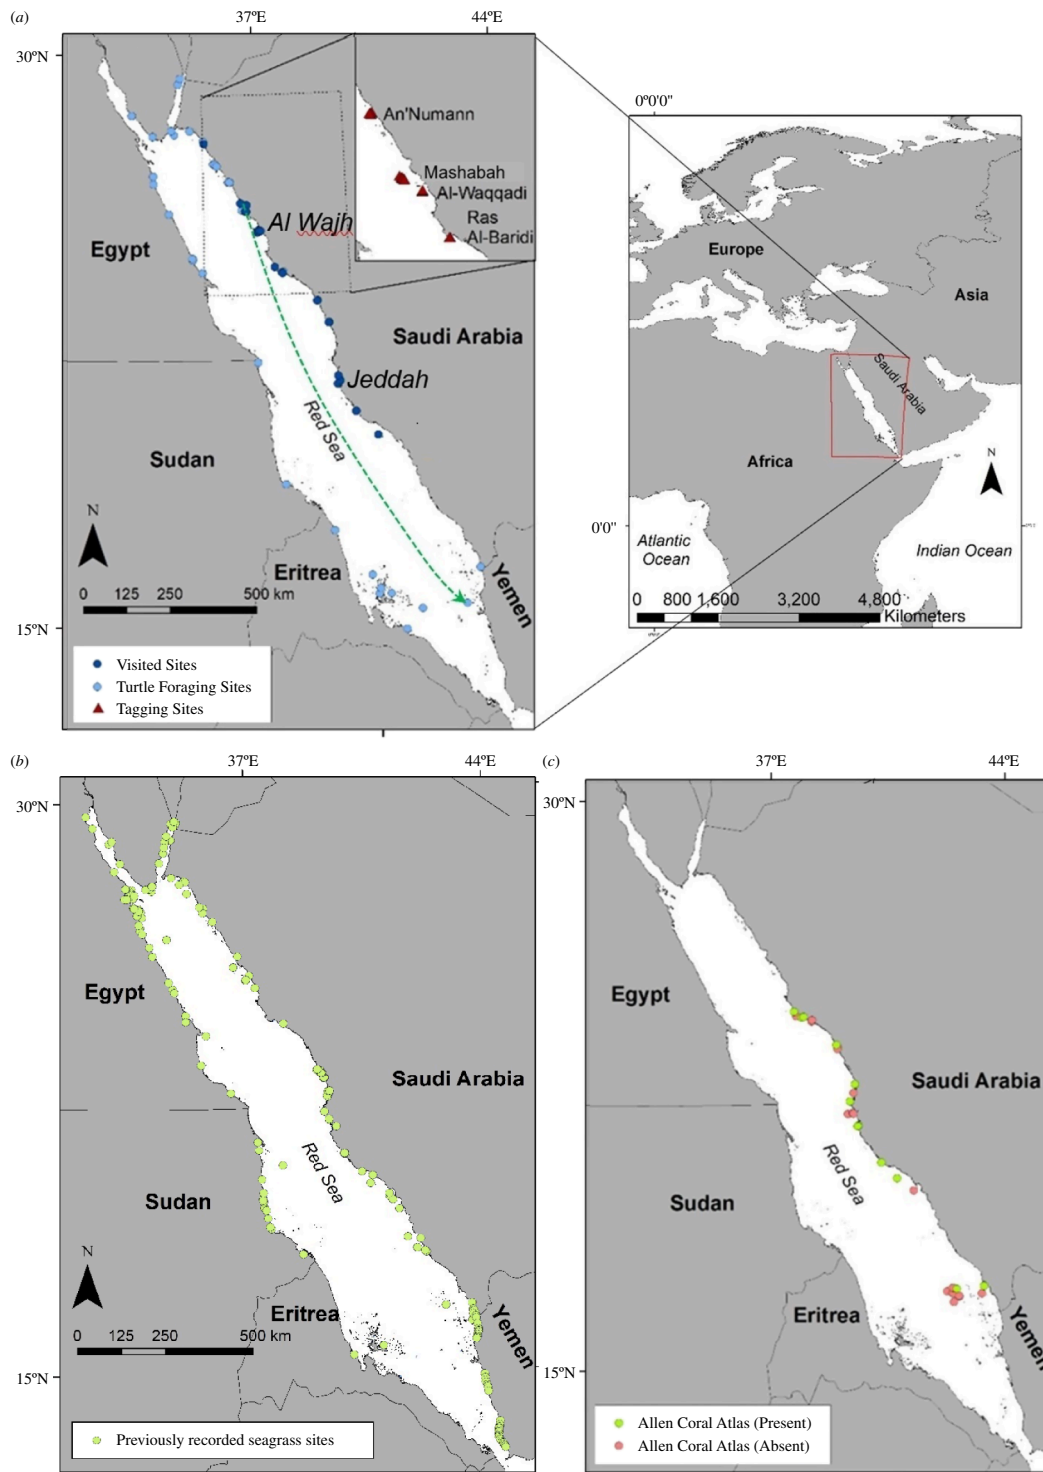 (a)
37ºE
44ºE
30ºN
An'Numann
Mashabah
Al-Waqqadi
Ras
Al-Baridi
Al Wajh
Egypt
Saudi Arabia
Jeddah
Red Sea
Sudan
N
Eritrea
Yemen
0 125 250 500 km
15ºN
Visited Sites
Turtle Foraging Sites
Tagging Sites
0º0'0"
Europe
Asia
Saudi Arabia
Africa
N
0'0"
Atlantic
Ocean
Indian Ocean
0 800 1,600 3,200 4,800
Kilometers
(b)
37ºE
44ºE
30ºN
Egypt
Saudi Arabia
Red Sea
Sudan
N
Eritrea
Yemen
0 125 250 500 km
15ºN
Previously recorded seagrass sites
(c)
37ºE
44ºE
30ºN
Egypt
Saudi Arabia
Red Sea
Sudan
Eritrea
Yemen
15ºN
Allen Coral Atlas (Present)
Allen Coral Atlas (Absent)